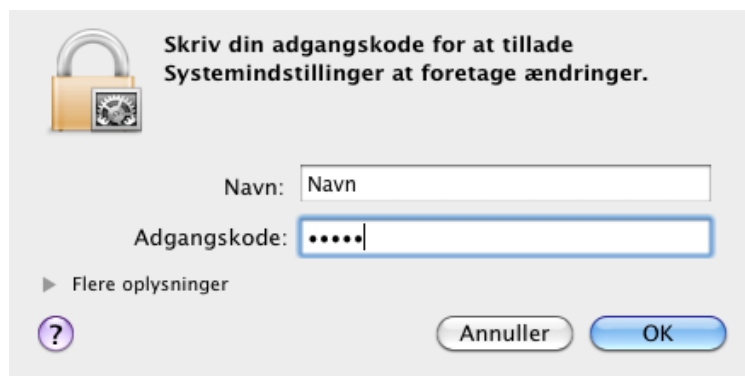 Skriv din adgangskode for at tillade
Systemindstillinger at foretage ændringer.
Navn: Navn
Adgangskode: •••••
Flere oplysninger
? Annuller OK